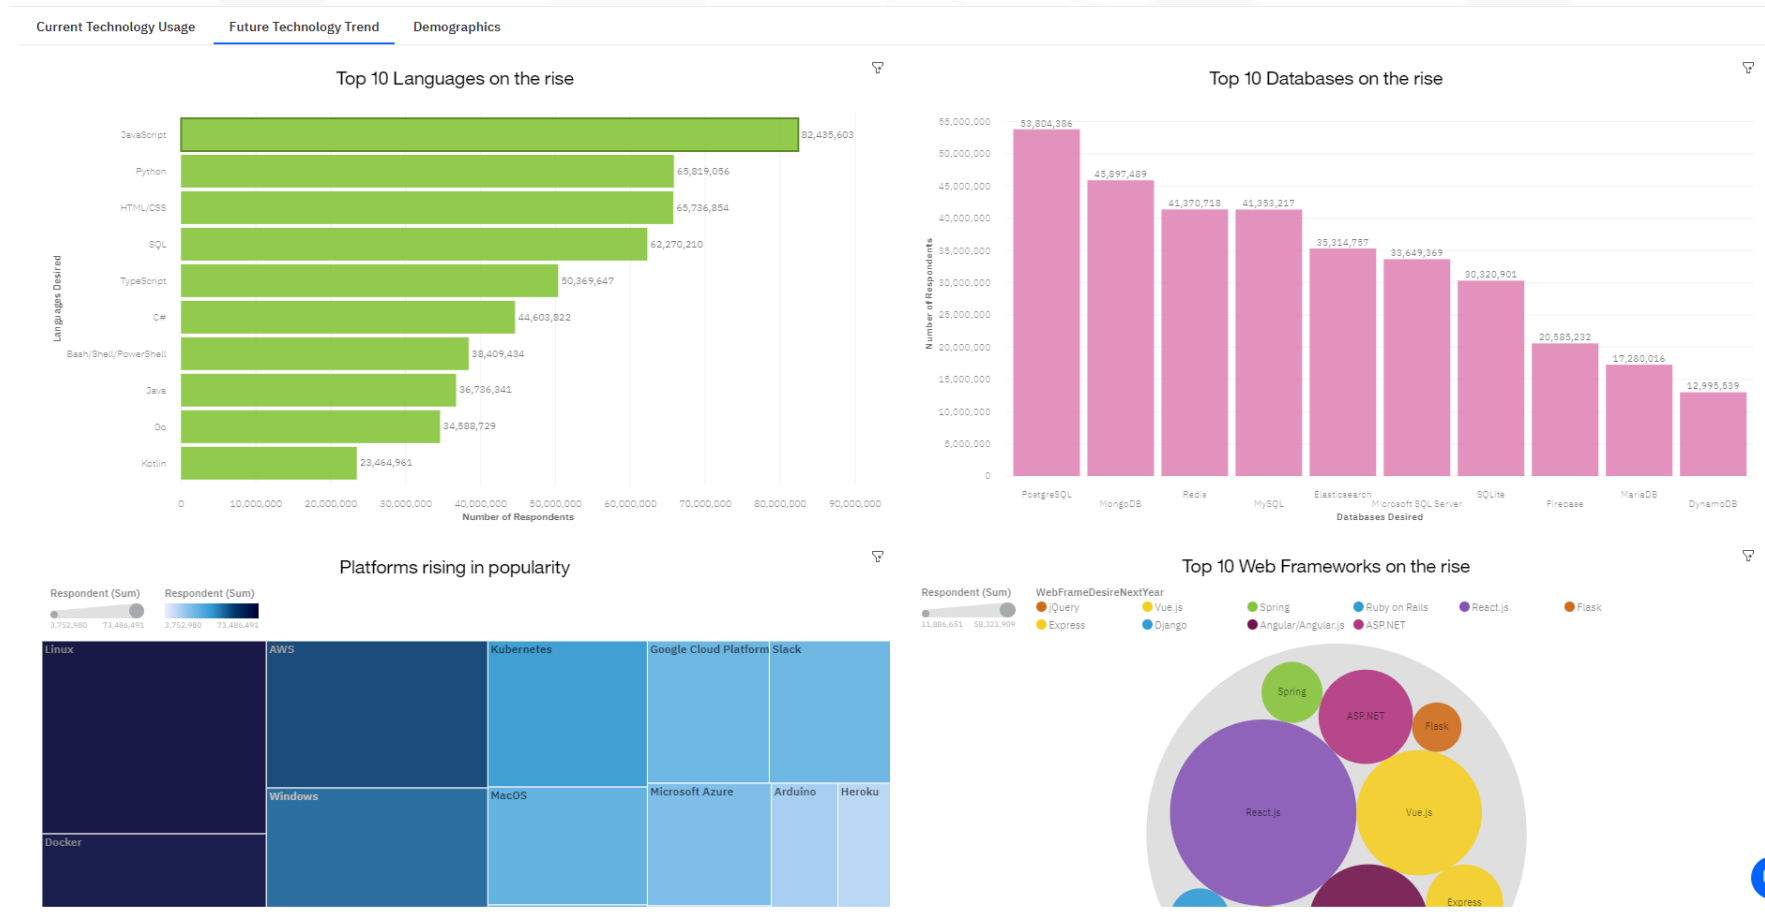 Current Technology Usage
Future Technology Trend
Demographics
Top 10 Languages on the rise
Languages Desired
JavaScript
82,435,603
Python
65,819,056
HTML/CSS
65,736,854
SQL
62,270,210
TypeScript
50,369,647
C#
44,603,822
Bash/Shell/PowerShell
38,409,434
Java
36,736,341
Go
34,588,729
Kotlin
23,464,961
0 10,000,000 20,000,000 30,000,000 40,000,000 50,000,000 60,000,000 70,000,000 80,000,000 90,000,000
Number of Respondents
Top 10 Databases on the rise
Number of Respondents
55,000,000
50,000,000
45,000,000
40,000,000
35,000,000
30,000,000
25,000,000
20,000,000
15,000,000
10,000,000
5,000,000
0
53,804,386
45,897,489
41,370,718
41,353,217
35,314,757
33,649,369
30,320,901
20,585,232
17,280,016
12,995,539
PostgreSQL
MongoDB
Redis
MySQL
Elasticsearch
Microsoft SQL Server
SQLite
Firebase
MariaDB
DynamoDB
Databases Desired
Platforms rising in popularity
Respondent (Sum)
3,752,980 73,486,491
Respondent (Sum)
3,752,980 73,486,491
Linux
AWS
Kubernetes
Google Cloud Platform
Slack
Docker
Windows
MacOS
Microsoft Azure
Arduino
Heroku
Top 10 Web Frameworks on the rise
Respondent (Sum)
11,886,651 58,321,909
WebFrameDesireNextYear
jQuery
Vue.js
Spring
Ruby on Rails
React.js
Flask
Express
Django
Angular/Angular.js
ASP.NET
Spring
ASP.NET
Flask
React.js
Vue.js
Express